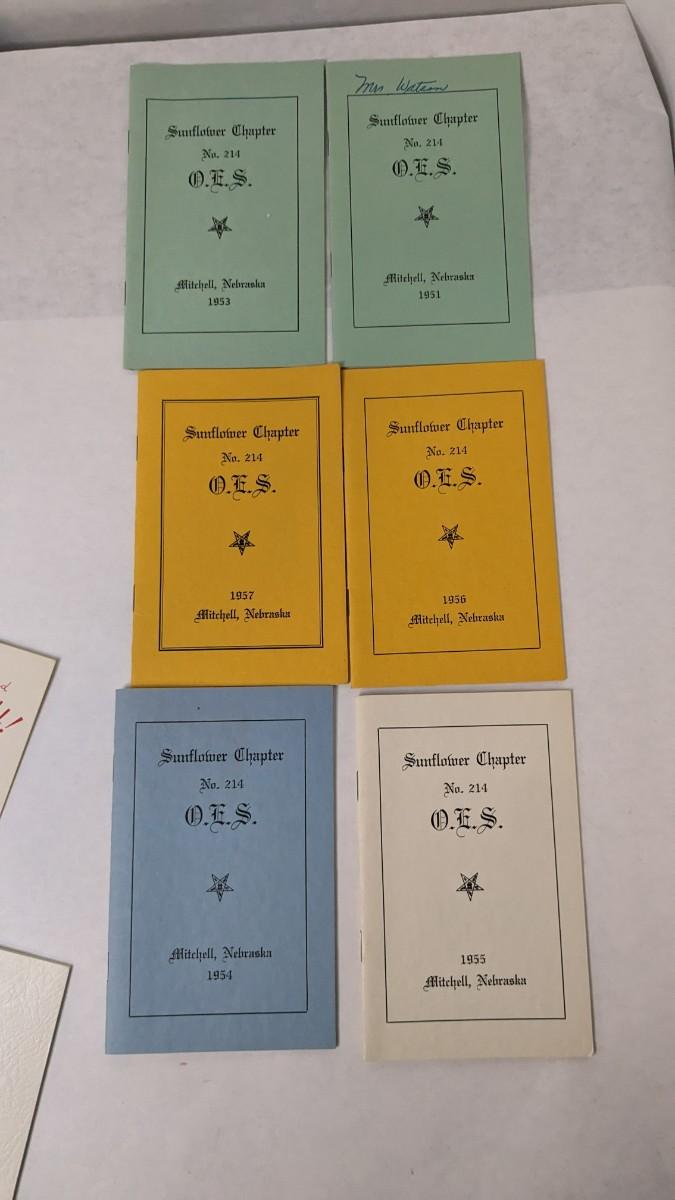 Sunflower Chapter
No. 214
O.E.S.
Mitchell, Nebraska
1953
Mrs Watson
Sunflower Chapter
No. 214
O.E.S.
Mitchell, Nebraska
1951
Sunflower Chapter
No. 214
O.E.S.
1957
Mitchell, Nebraska
Sunflower Chapter
No. 214
O.E.S.
1956
Mitchell, Nebraska
Sunflower Chapter
No. 214
O.E.S.
Mitchell, Nebraska
1954
Sunflower Chapter
No. 214
O.E.S.
1955
Mitchell, Nebraska